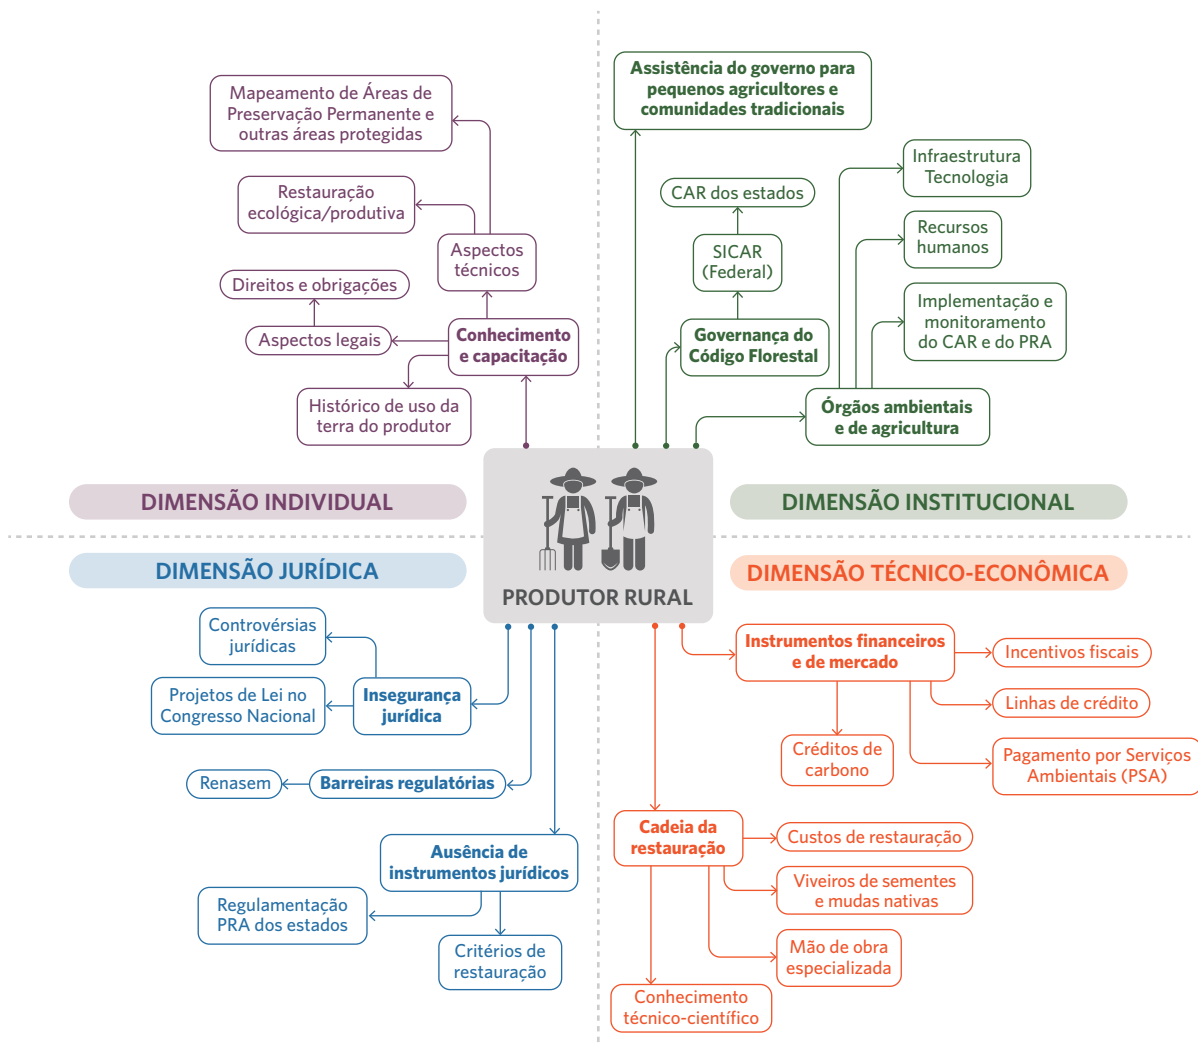 Mapeamento de Áreas de
Preservação Permanente e
outras áreas protegidas
Restauração
ecológica/produtiva
Aspectos
técnicos
Direitos e obrigações
Aspectos legais
Conhecimento
e capacitação
Histórico de uso da
terra do produtor
DIMENSÃO INDIVIDUAL
Assistência do governo para
pequenos agricultores e
comunidades tradicionais
Infraestrutura
Tecnologia
CAR dos estados
Recursos
humanos
SICAR
(Federal)
Implementação e
monitoramento
do CAR e do PRA
Governança do
Código Florestal
Órgãos ambientais
e de agricultura
DIMENSÃO INSTITUCIONAL
PRODUTOR RURAL
DIMENSÃO JURÍDICA
Controvérsias
jurídicas
Projetos de Lei no
Congresso Nacional
Insegurança
jurídica
Renasem
Barreiras regulatórias
Ausência de
instrumentos jurídicos
Regulamentação
PRA dos estados
Critérios de
restauração
DIMENSÃO TÉCNICO-ECONÔMICA
Instrumentos financeiros
e de mercado
Incentivos fiscais
Linhas de crédito
Créditos de
carbono
Pagamento por Serviços
Ambientais (PSA)
Cadeia da
restauração
Custos de restauração
Viveiros de sementes
e mudas nativas
Mão de obra
especializada
Conhecimento
técnico-científico